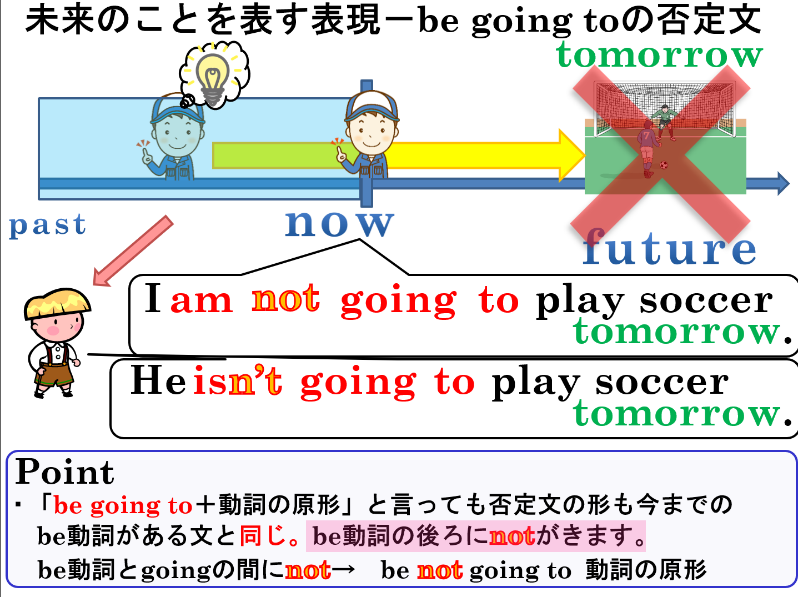 未来のことを表す表現－be going toの否定文
tomorrow
past
now
future
I am not going to play soccer
tomorrow.
He isn't going to play soccer
tomorrow.
Point
・「be going to＋動詞の原形」と言っても否定文の形も今までの
be動詞がある文と同じ。be動詞の後ろにnotがきます。
be動詞とgoingの間にnot→ be not going to 動詞の原形